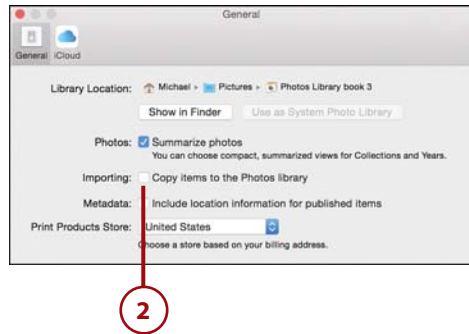 General
General iCloud
Library Location: Michael ▸ Pictures ▸ Photos Library book 3
Show in Finder Use as System Photo Library
Photos: Summarize photos
You can choose compact, summarized views for Collections and Years.
Importing: Copy items to the Photos library
Metadata: Include location information for published items
Print Products Store: United States
Choose a store based on your billing address.
2